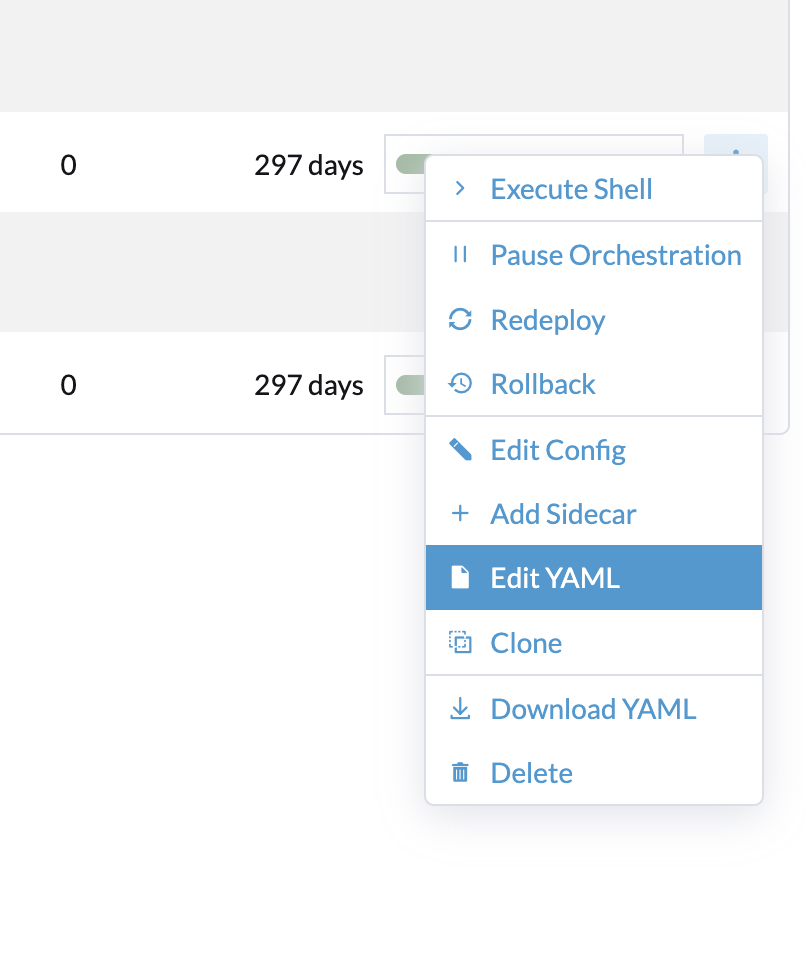 0 297 days
Execute Shell
Pause Orchestration
Redeploy
Rollback
0 297 days
Edit Config
Add Sidecar
Edit YAML
Clone
Download YAML
Delete